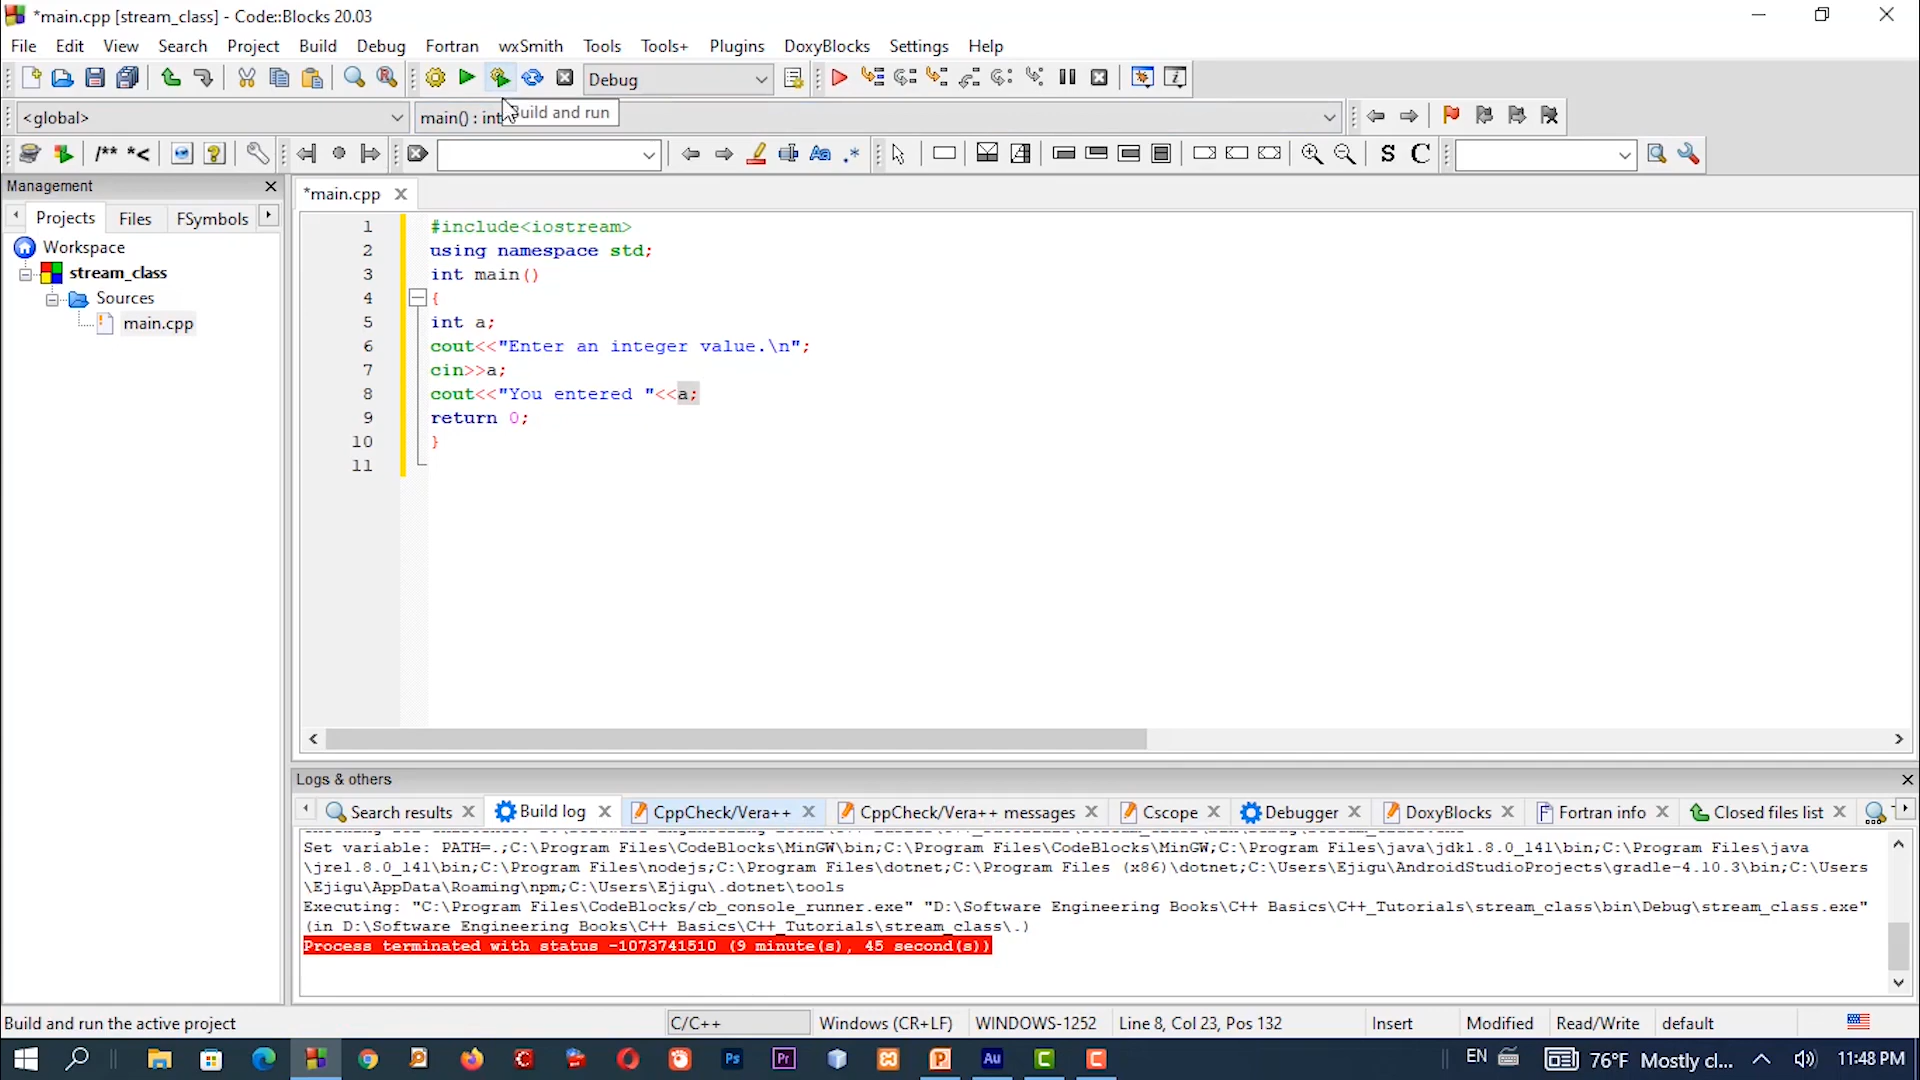 *main.cpp [stream_class] - Code::Blocks 20.03
File Edit View Search Project Build Debug Fortran wxSmith Tools Tools+ Plugins DoxyBlocks Settings Help
Debug
<global> main() : int
Build and run
/** *<
Aa .*
S C
Management
Projects Files FSymbols
Workspace
stream_class
Sources
main.cpp
*main.cpp
1 #include<iostream>
2 using namespace std;
3 int main()
4 {
5 int a;
6 cout<<"Enter an integer value.\n";
7 cin>>a;
8 cout<<"You entered "<<a;
9 return 0;
10 }
11
Logs & others
Search results Build log CppCheck/Vera++ CppCheck/Vera++ messages Cscope Debugger DoxyBlocks Fortran info Closed files list
Set variable: PATH=.;C:\Program Files\CodeBlocks\MinGW\bin;C:\Program Files\CodeBlocks\MinGW;C:\Program Files\java\jdk1.8.0_141\bin;C:\Program Files\java
\jre1.8.0_141\bin;C:\Program Files\nodejs;C:\Program Files\dotnet;C:\Program Files (x86)\dotnet;C:\Users\Ejigu\AndroidStudioProjects\gradle-4.10.3\bin;C:\Users
\Ejigu\AppData\Roaming\npm;C:\Users\Ejigu\.dotnet\tools
Executing: "C:\Program Files\CodeBlocks/cb_console_runner.exe" "D:\Software Engineering Books\C++ Basics\C++_Tutorials\stream_class\bin\Debug\stream_class.exe"
(in D:\Software Engineering Books\C++ Basics\C++_Tutorials\stream_class\.)
Process terminated with status -1073741510 (9 minute(s), 45 second(s))
Build and run the active project C/C++ Windows (CR+LF) WINDOWS-1252 Line 8, Col 23, Pos 132 Insert Modified Read/Write default
Ps Pr P Au C C EN 76°F Mostly cl... 11:48 PM